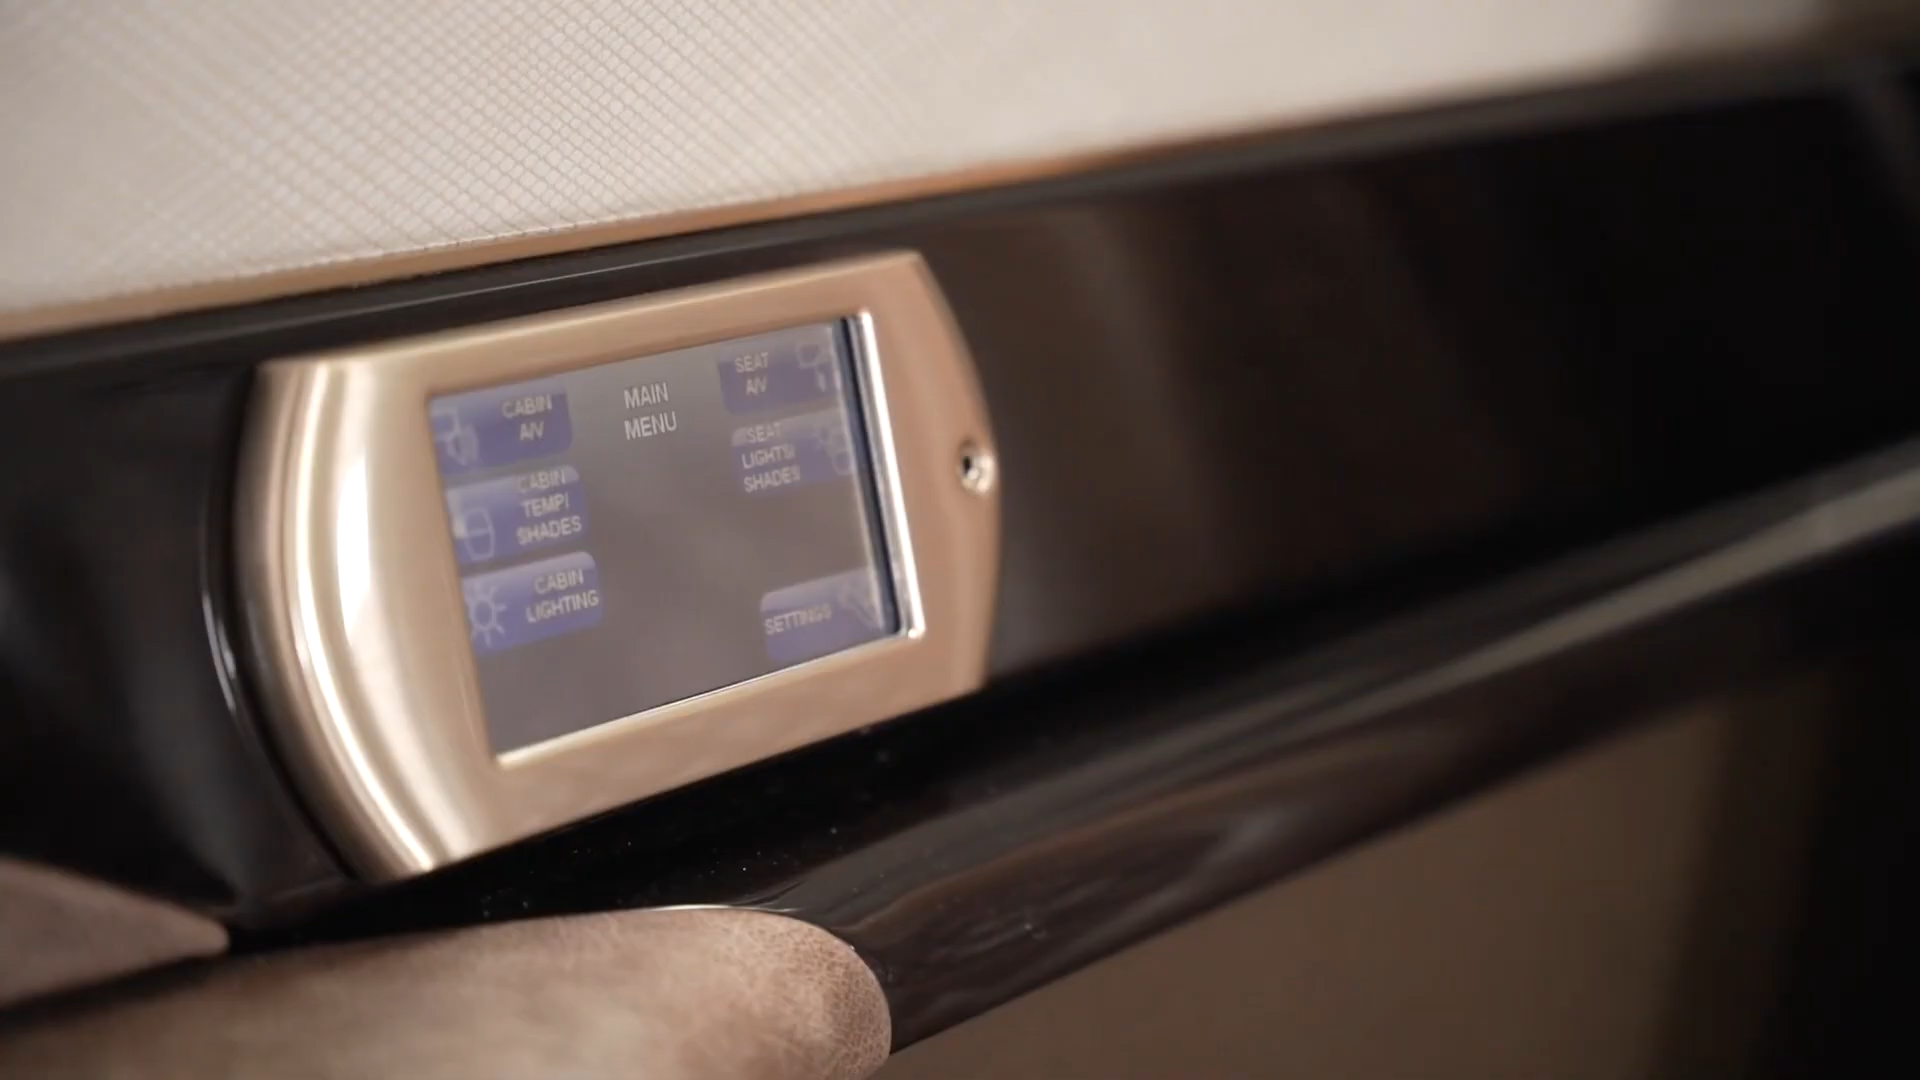 MAIN
MENU
CABIN
A/V
CABIN
TEMP/
SHADES
CABIN
LIGHTING
SEAT
A/V
SEAT
LIGHTS/
SHADES
SETTINGS